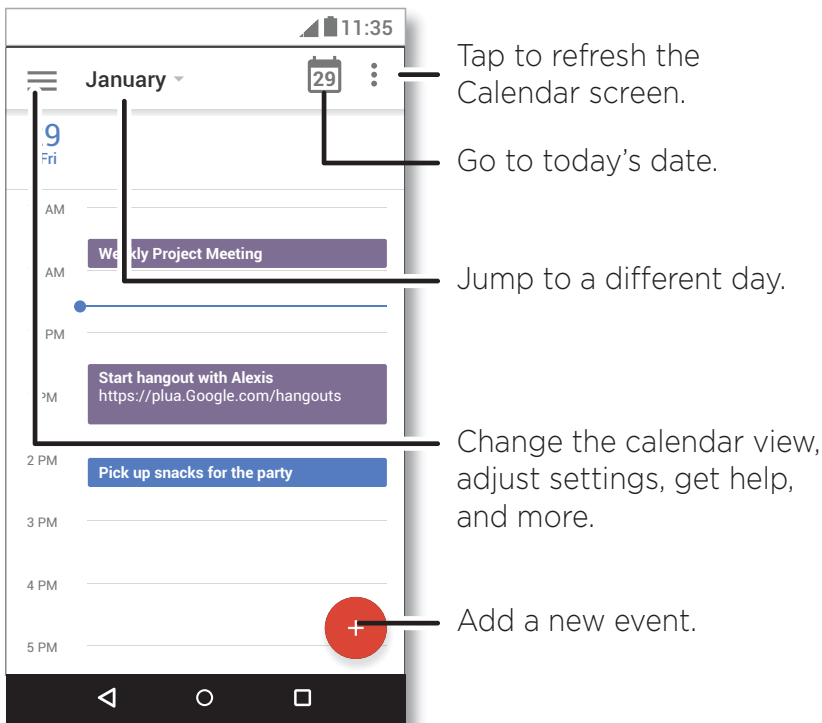 11:35
January
29
Tap to refresh the
Calendar screen.
Go to today’s date.
9
Fri
AM
Weekly Project Meeting
AM
Jump to a different day.
PM
Start hangout with Alexis
https://plua.Google.com/hangouts
PM
Change the calendar view,
adjust settings, get help,
and more.
2 PM
Pick up snacks for the party
3 PM
4 PM
Add a new event.
+
5 PM